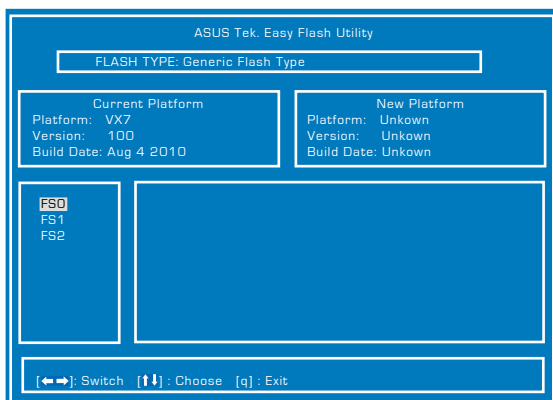 ASUS Tek. Easy Flash Utility
FLASH TYPE: Generic Flash Type
Current Platform
Platform: VX7
Version: 100
Build Date: Aug 4 2010
New Platform
Platform: Unkown
Version: Unkown
Build Date: Unkown
FS0
FS1
FS2
[←→]: Switch [↑↓] : Choose [q] : Exit